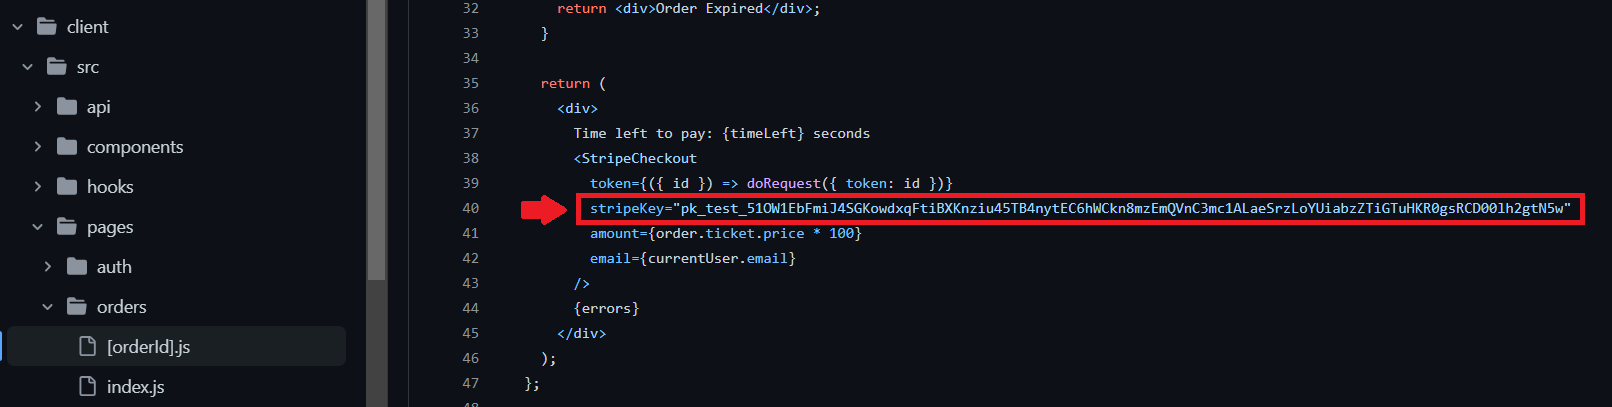 client
src
api
components
hooks
pages
auth
orders
[orderId].js
index.js
32 return <div>Order Expired</div>;
33 }
34
35 return (
36 <div>
37 Time left to pay: {timeLeft} seconds
38 <StripeCheckout
39 token={({ id }) => doRequest({ token: id })}
40 stripeKey="pk_test_51OW1EbFmiJ4SGKowdxqFtiBXKnziu45TB4nytEC6hWCkn8mzEmQVnC3mc1ALaeSrzLoYUiabzZTiGTuHKR0gsRCD00lh2gtN5w"
41 amount={order.ticket.price * 100}
42 email={currentUser.email}
43 />
44 {errors}
45 </div>
46 );
47 };